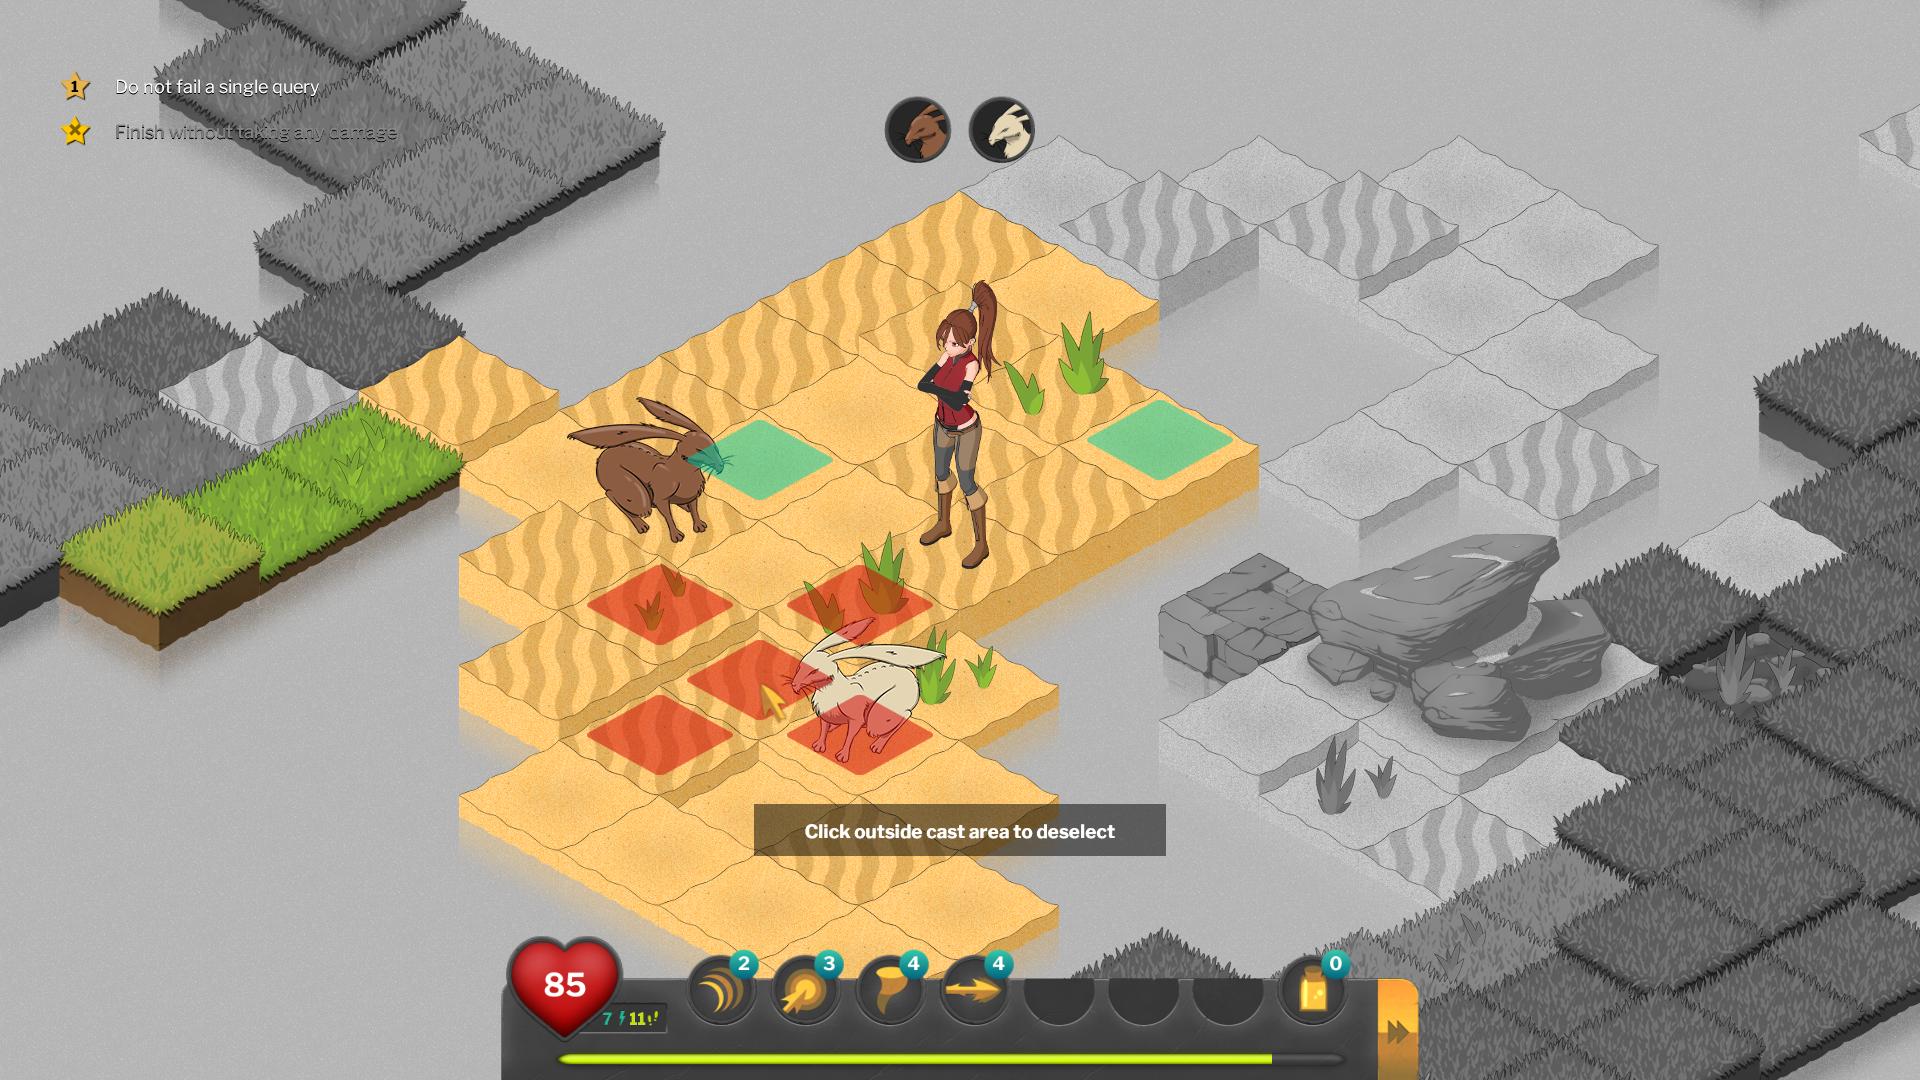 1 Do not fail a single query
Finish without taking any damage
Click outside cast area to deselect
85
7 11
2 3 4 4 0